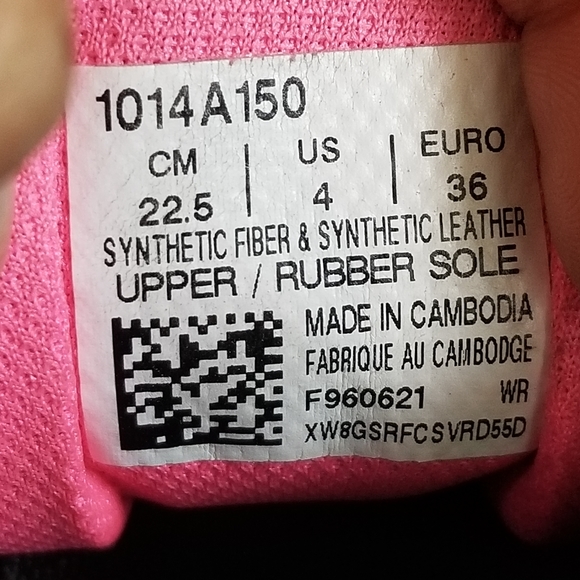 1014A150
CM | US | EURO
22.5 | 4 | 36
SYNTHETIC FIBER & SYNTHETIC LEATHER
UPPER / RUBBER SOLE
MADE IN CAMBODIA
FABRIQUE AU CAMBODGE
F960621 WR
XW8GSRFCSVRD55D